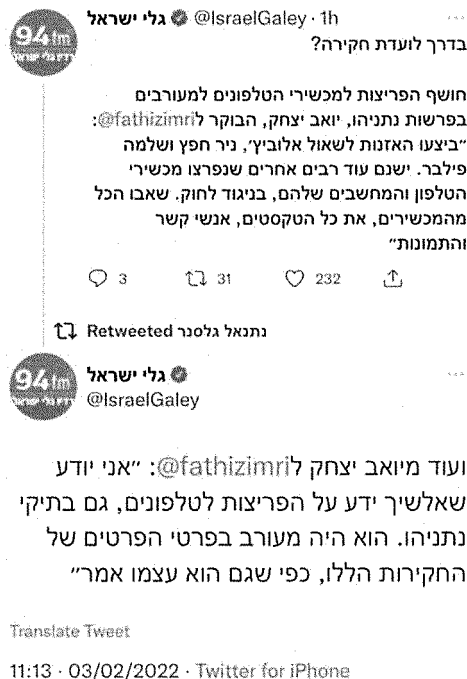 גלי ישראל @IsraelGaley · 1h
בדרך לועדת חקירה?
חושף הפריצות למכשירי הטלפונים למעורבים
בפרשות נתניהו, יואב יצחק, הבוקר ל@fathizimri:
״ביצעו האזנות לשאול אלוביץ׳, ניר חפץ ושלמה
פילבר. ישנם עוד רבים אחרים שנפרצו מכשירי
הטלפון והמחשבים שלהם, בניגוד לחוק. שאבו הכל
מהמכשירים, את כל הטקסטים, אנשי קשר
והתמונות״
3 31 232
נתנאל גלסנר Retweeted
94fm
גלי ישראל
94fm
@IsraelGaley
ועוד מיואב יצחק ל@fathizimri: ״אני יודע
שאלשיך ידע על הפריצות לטלפונים, גם בתיקי
נתניהו. הוא היה מעורב בפרטי הפרטים של
החקירות הללו, כפי שגם הוא עצמו אמר״
Translate Tweet
11:13 · 03/02/2022 · Twitter for iPhone